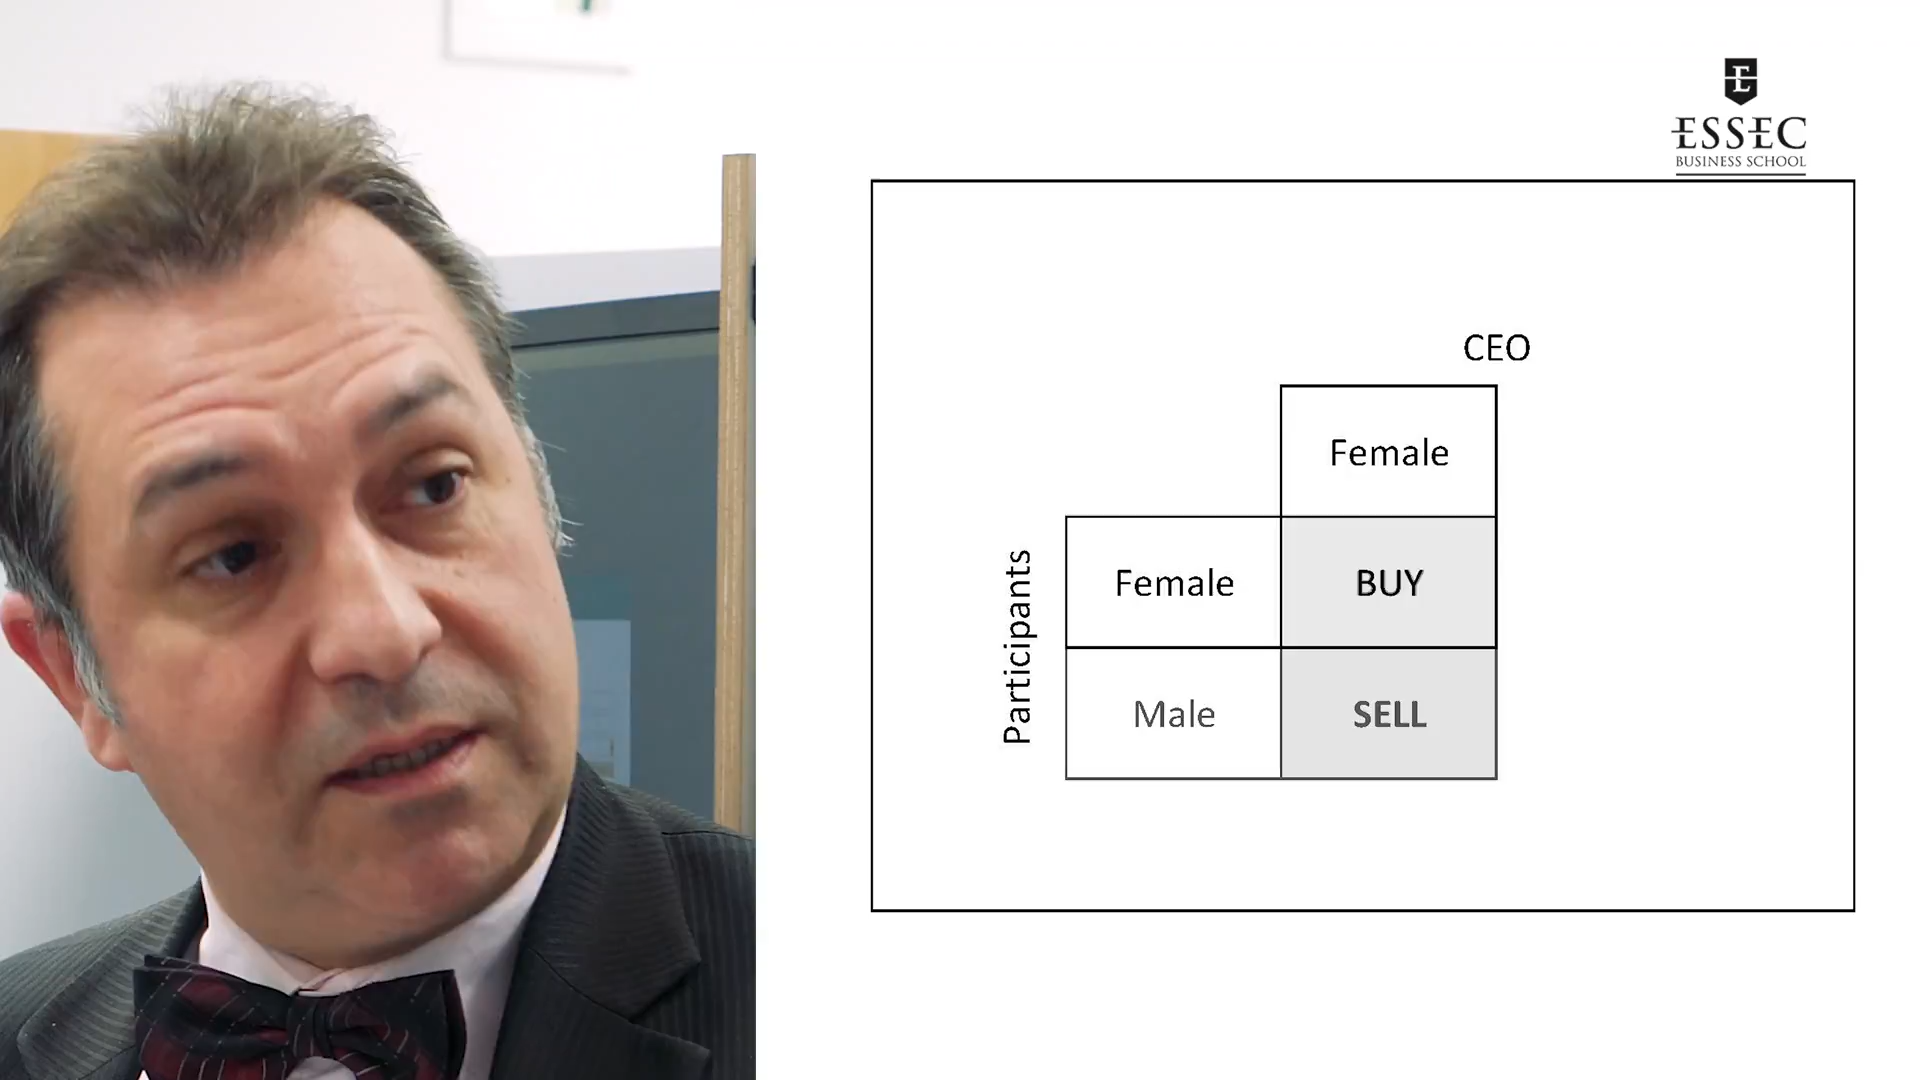 ESSEC
BUSINESS SCHOOL
CEO
Female
Participants
Female
BUY
Male
SELL